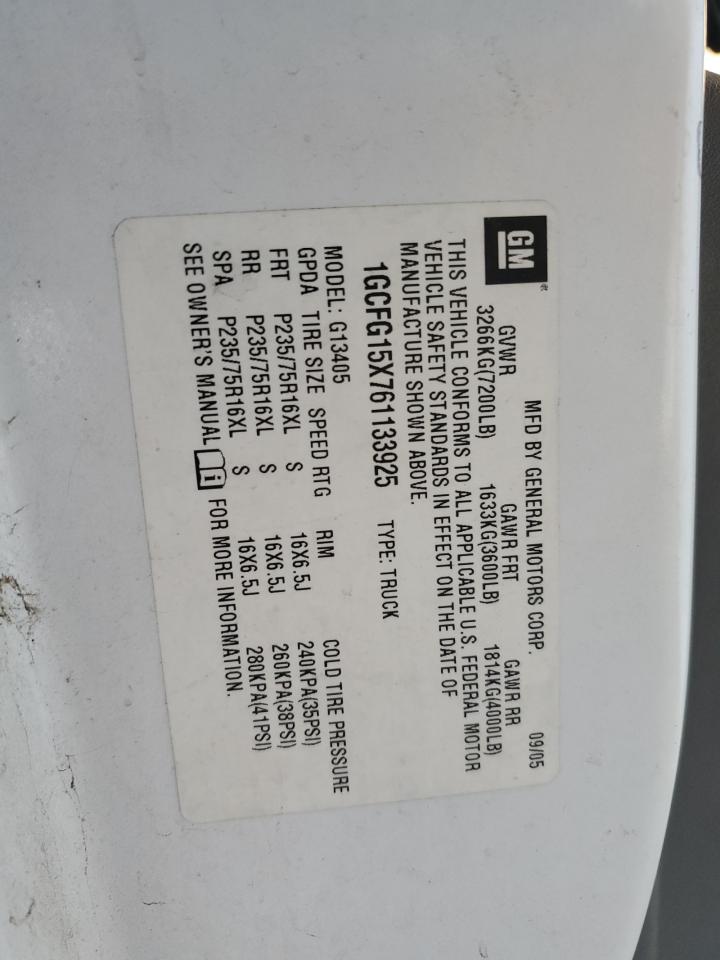 GM ®
MFD BY GENERAL MOTORS CORP. 09/05
GVWR GAWR FRT GAWR RR
3266KG(7200LB) 1633KG(3600LB) 1814KG(4000LB)
THIS VEHICLE CONFORMS TO ALL APPLICABLE U.S. FEDERAL MOTOR
VEHICLE SAFETY STANDARDS IN EFFECT ON THE DATE OF
MANUFACTURE SHOWN ABOVE.
1GCFG15X761133925 TYPE: TRUCK
MODEL: G13405
GPDA TIRE SIZE SPEED RTG RIM COLD TIRE PRESSURE
FRT P235/75R16XL S 16X6.5J 240KPA(35PSI)
RR P235/75R16XL S 16X6.5J 260KPA(38PSI)
SPA P235/75R16XL S 16X6.5J 280KPA(41PSI)
SEE OWNER'S MANUAL i FOR MORE INFORMATION.